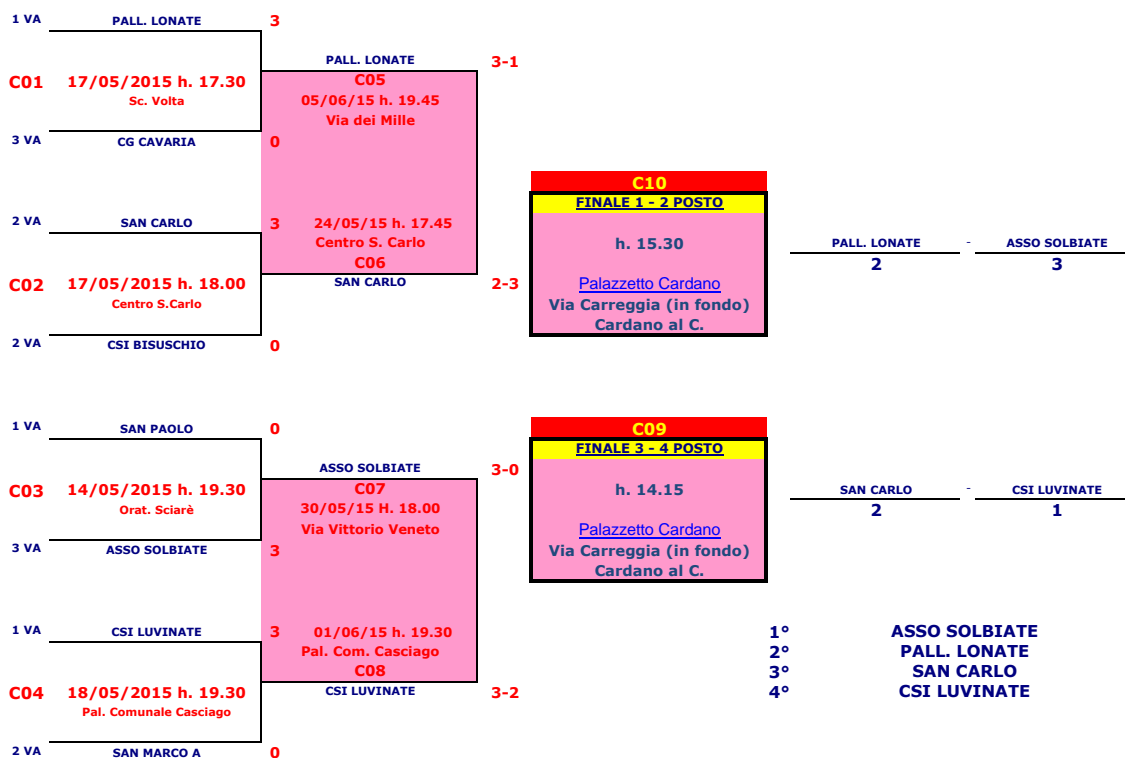 1 VA PALL. LONATE 3
PALL. LONATE 3-1
C01 17/05/2015 h. 17.30 C05
Sc. Volta 05/06/15 h. 19.45
Via dei Mille
3 VA CG CAVARIA 0
C10
FINALE 1 - 2 POSTO
2 VA SAN CARLO 3 24/05/15 h. 17.45
Centro S. Carlo h. 15.30 PALL. LONATE - ASSO SOLBIATE
C06 2 3
C02 17/05/2015 h. 18.00 SAN CARLO 2-3 Palazzetto Cardano
Centro S.Carlo Via Carreggia (in fondo)
Cardano al C.
2 VA CSI BISUSCHIO 0
1 VA SAN PAOLO 0 C09
FINALE 3 - 4 POSTO
ASSO SOLBIATE 3-0
C03 14/05/2015 h. 19.30 C07 h. 14.15 SAN CARLO - CSI LUVINATE
Orat. Sciarè 30/05/15 H. 18.00 2 1
Via Vittorio Veneto Palazzetto Cardano
3 VA ASSO SOLBIATE 3 Via Carreggia (in fondo)
Cardano al C.
1 VA CSI LUVINATE 3 01/06/15 h. 19.30 1° ASSO SOLBIATE
Pal. Com. Casciago 2° PALL. LONATE
C08 3° SAN CARLO
C04 18/05/2015 h. 19.30 CSI LUVINATE 3-2 4° CSI LUVINATE
Pal. Comunale Casciago
2 VA SAN MARCO A 0